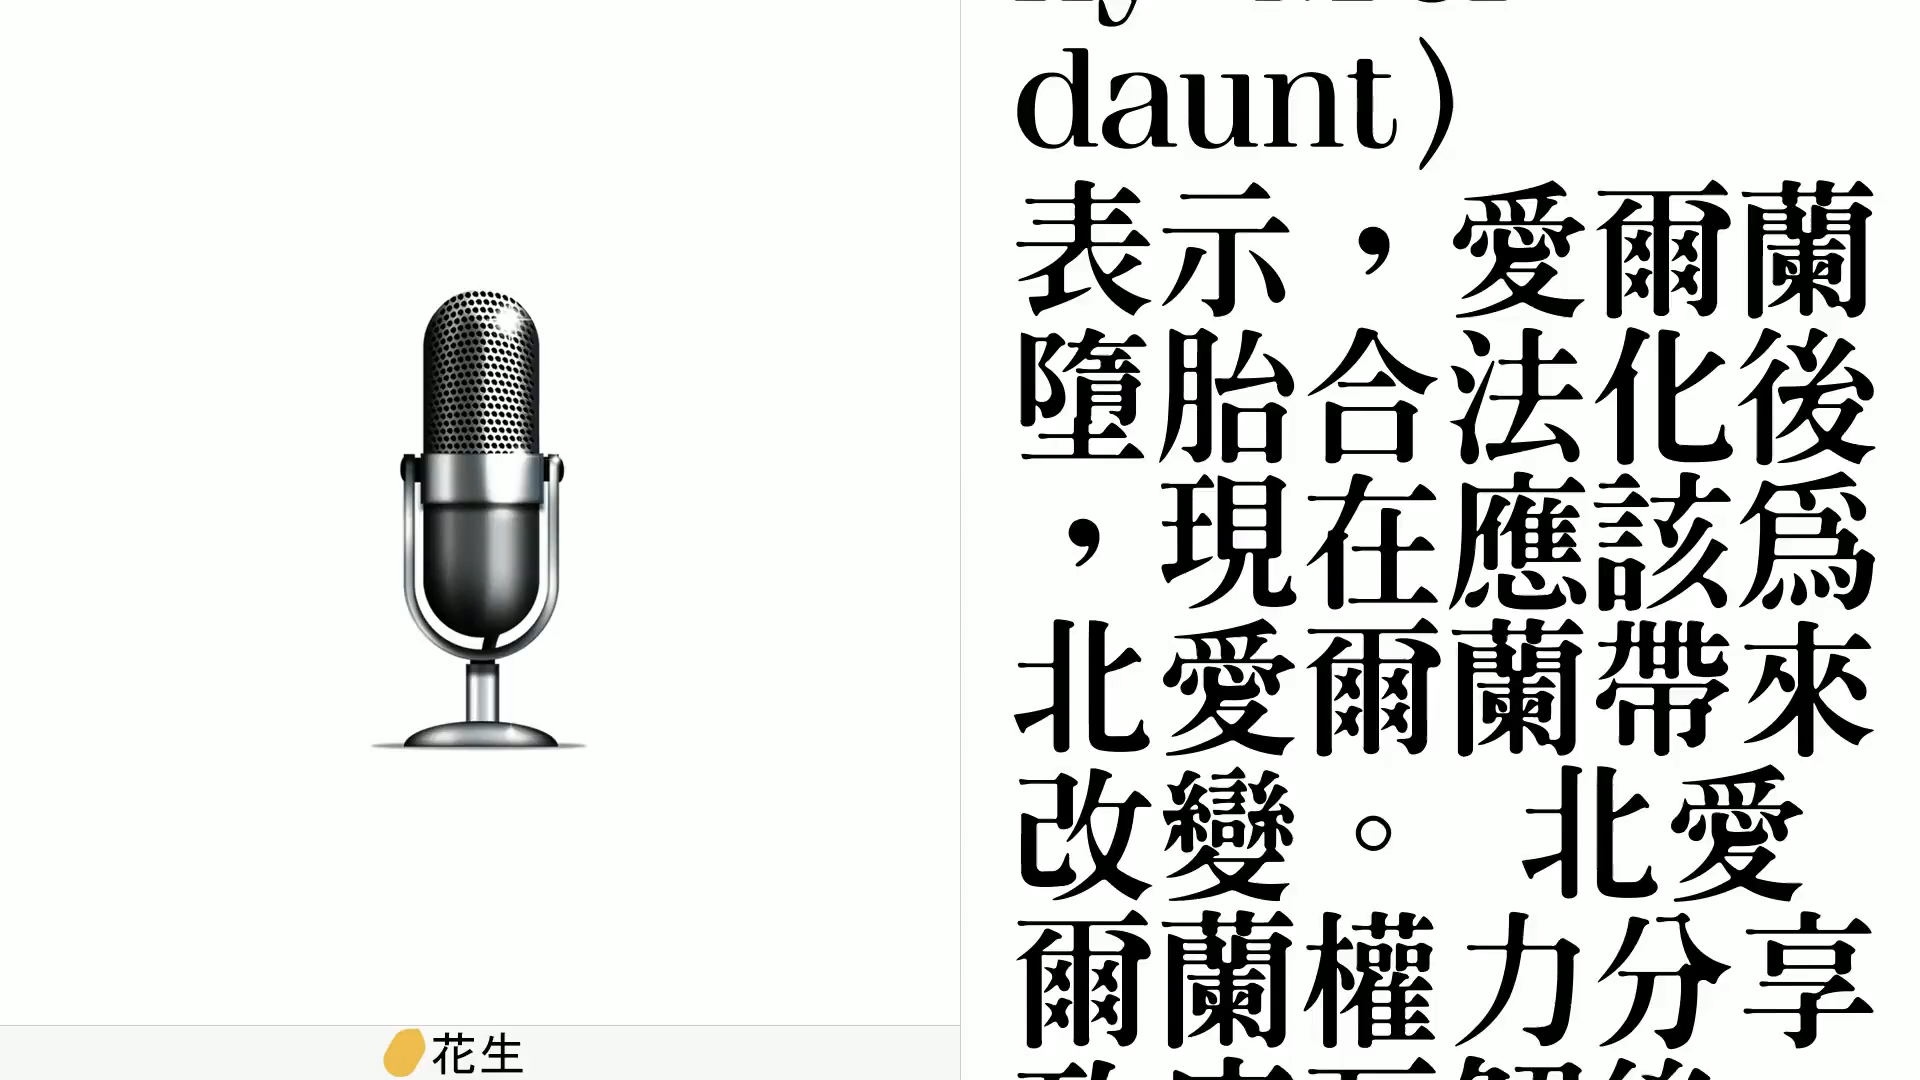 daunt)
表示，愛爾蘭
墮胎合法化後
，現在應該爲
北愛爾蘭帶來
改變。 北愛
爾蘭權力分享
花生